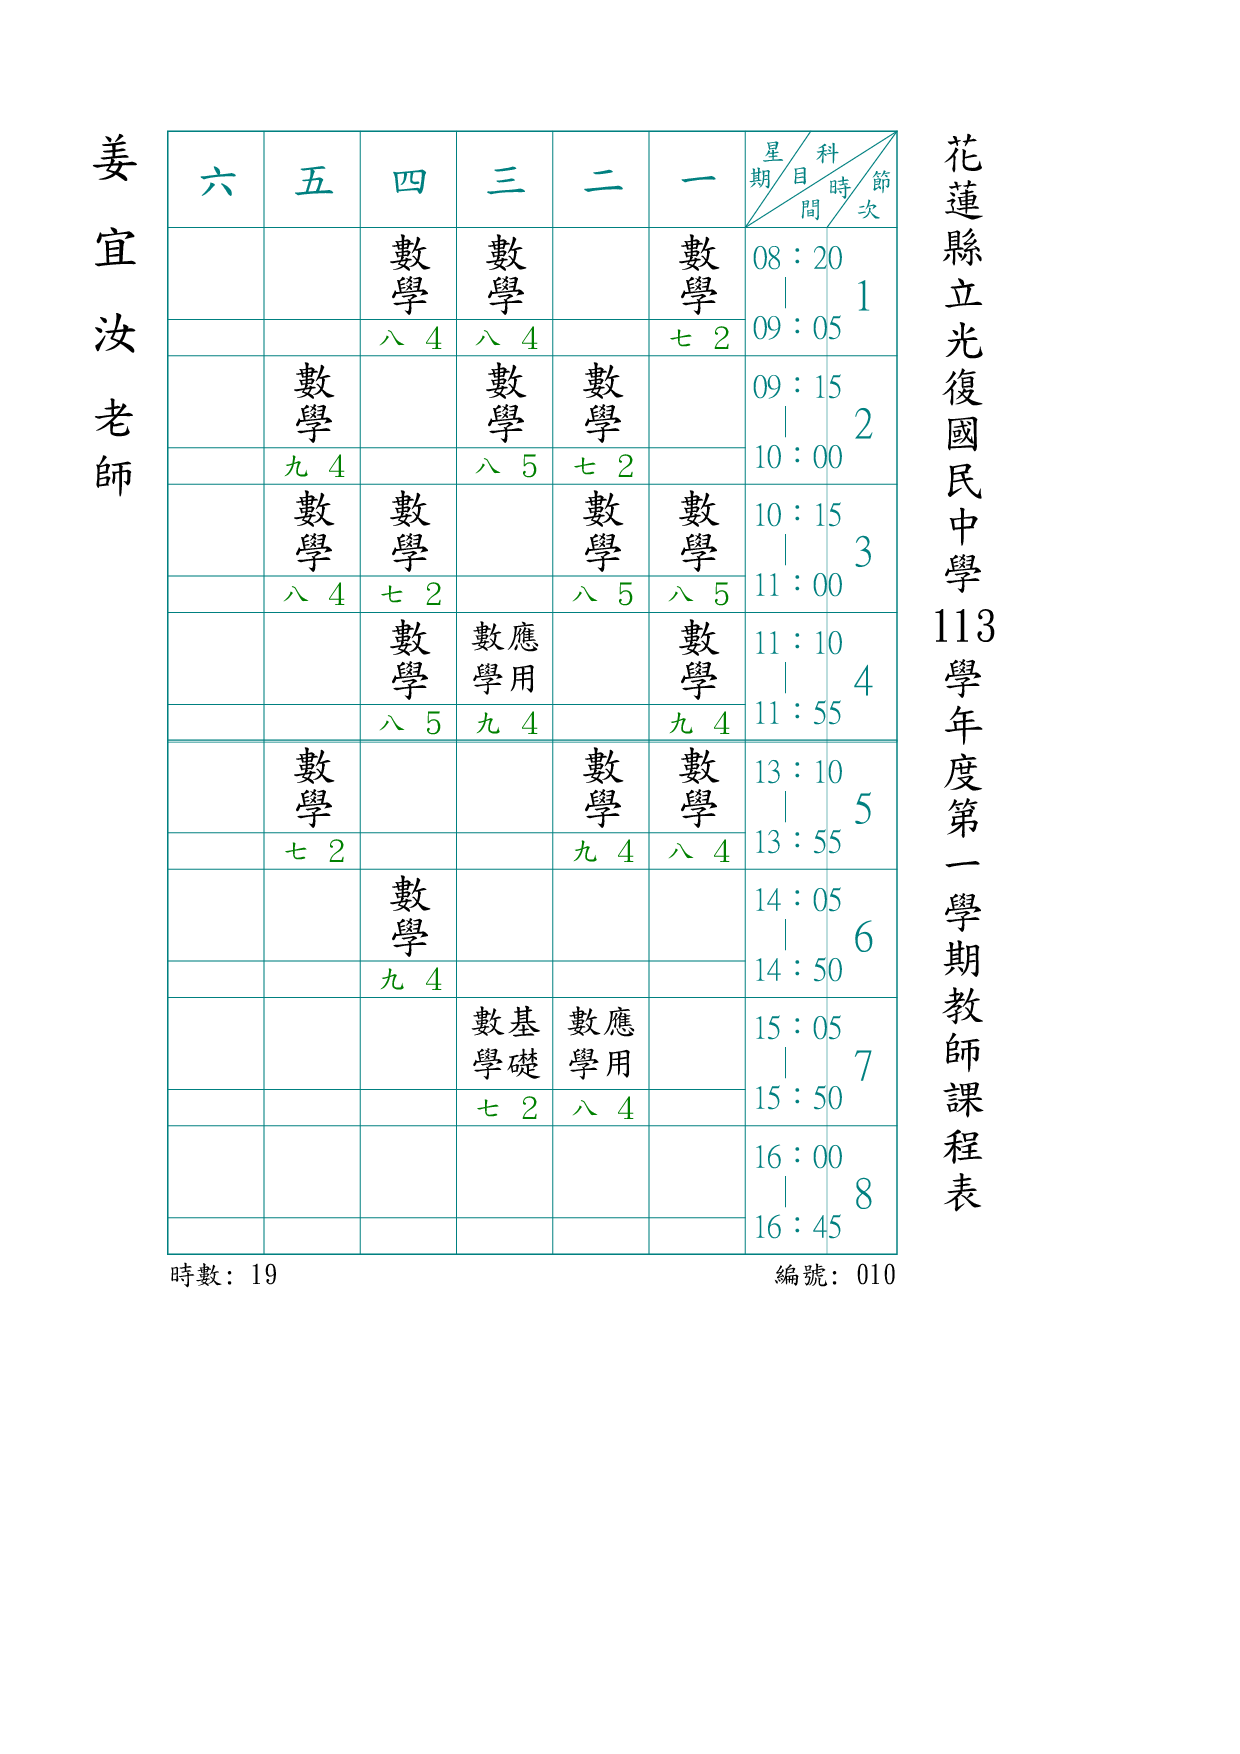 花蓮縣立光復國民中學113學年度第一學期教師課程表
姜宜汝老師
六 五 四 三 二 一 星期 科目 時間 節次
數學 數學 數學 08：20｜09：05 1
八 4 八 4 七 2
數學 數學 數學 09：15｜10：00 2
九 4 八 5 七 2
數學 數學 數學 數學 10：15｜11：00 3
八 4 七 2 八 5 八 5
數學 數學應用 數學 11：10｜11：55 4
八 5 九 4 九 4
數學 數學 數學 13：10｜13：55 5
七 2 九 4 八 4
數學 14：05｜14：50 6
九 4
數學基礎 數學應用 15：05｜15：50 7
七 2 八 4
16：00｜16：45 8
時數: 19 編號: 010